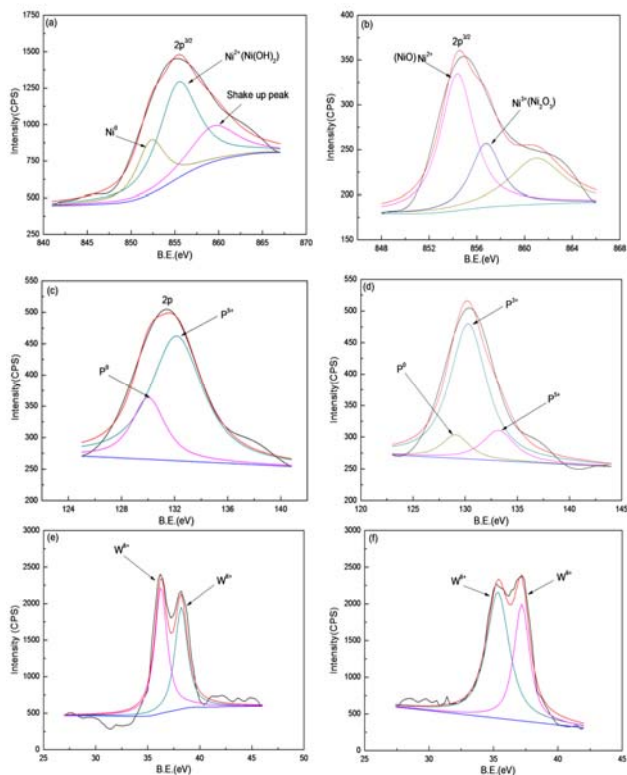 (a)
2p3/2
Ni2+(Ni(OH)2)
Shake up peak
Ni0
1750
1500
1250
1000
750
500
250
Intensity(CPS)
840 845 850 855 860 865 870
B.E.(eV)
(b)
2p3/2
(NiO)Ni2+
Ni3+(Ni2O3)
400
350
300
250
200
150
100
Intensity(CPS)
848 852 856 860 864 868
B.E.(eV)
(c)
2p
P0
550
500
450
400
350
300
250
200
Intensity(CPS)
124 128 132 136 140
B.E.(eV)
(d)
P3+
P0
P5+
550
500
450
400
350
300
250
200
Intensity(CPS)
120 125 130 135 140 145
B.E.(eV)
(e)
W6+
W6+
3000
2500
2000
1500
1000
500
0
Intensity (CPS)
25 30 35 40 45 50
B.E.(eV)
(f)
3000
2500
2000
1500
1000
500
0
Intensity (CPS)
25 30 35 40 45
B.E.(eV)